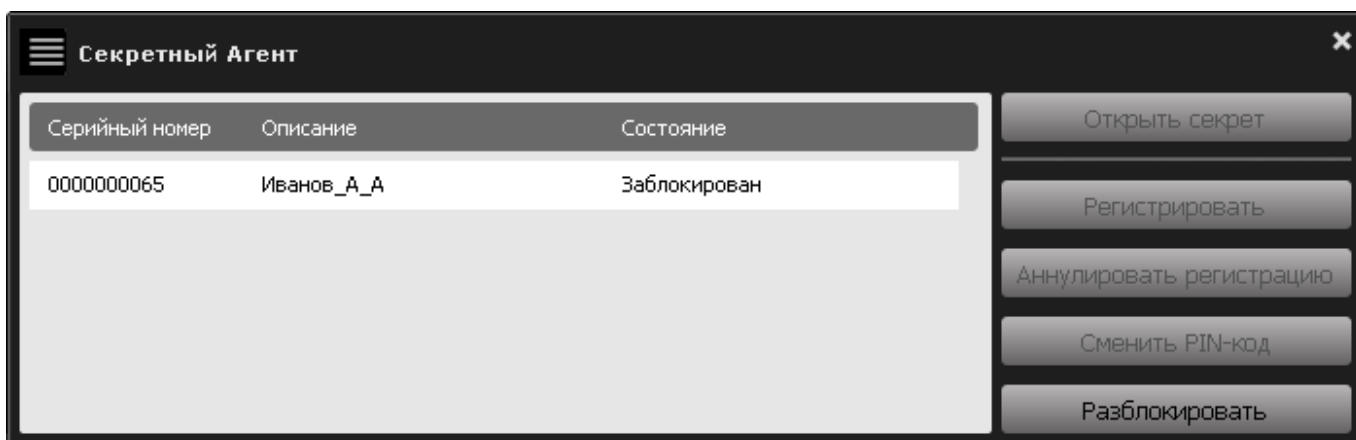 Секретный Агент
Серийный номер Описание Состояние
0000000065 Иванов_А_А Заблокирован
Открыть секрет
Регистрировать
Аннулировать регистрацию
Сменить PIN-код
Разблокировать